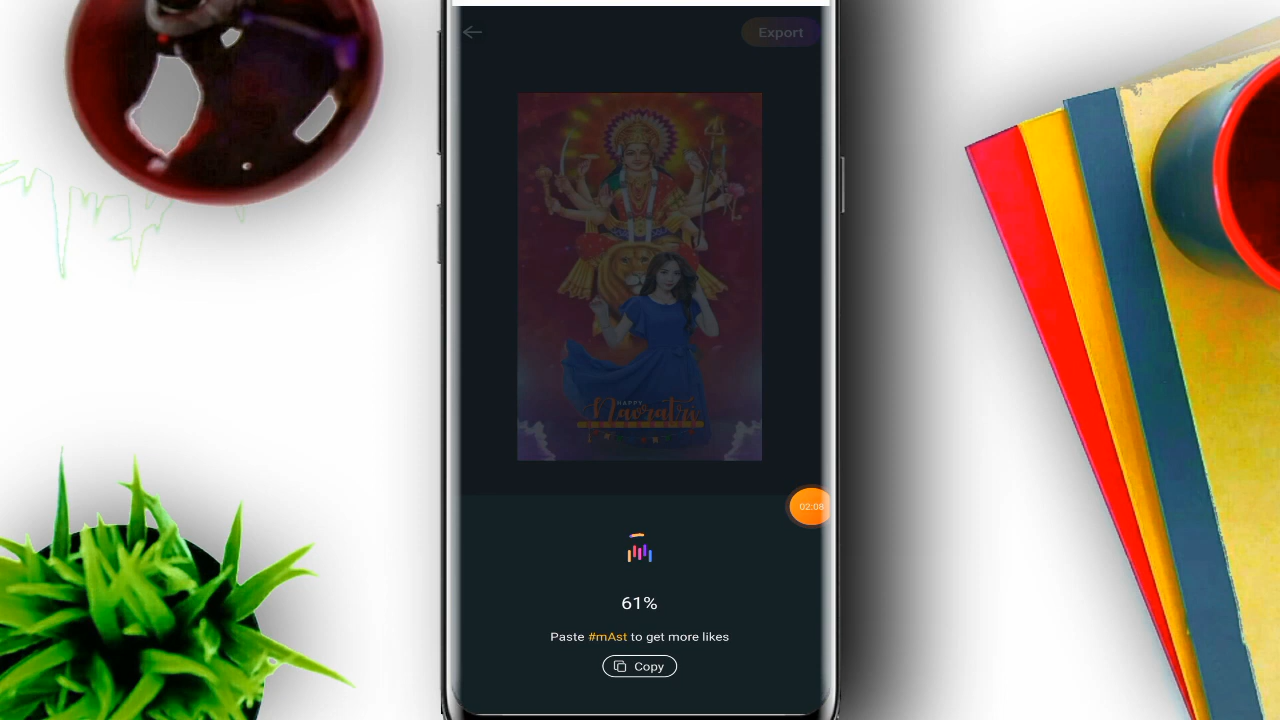 Export
HAPPY
Navratri
02:08
61%
Paste #mAst to get more likes
Copy